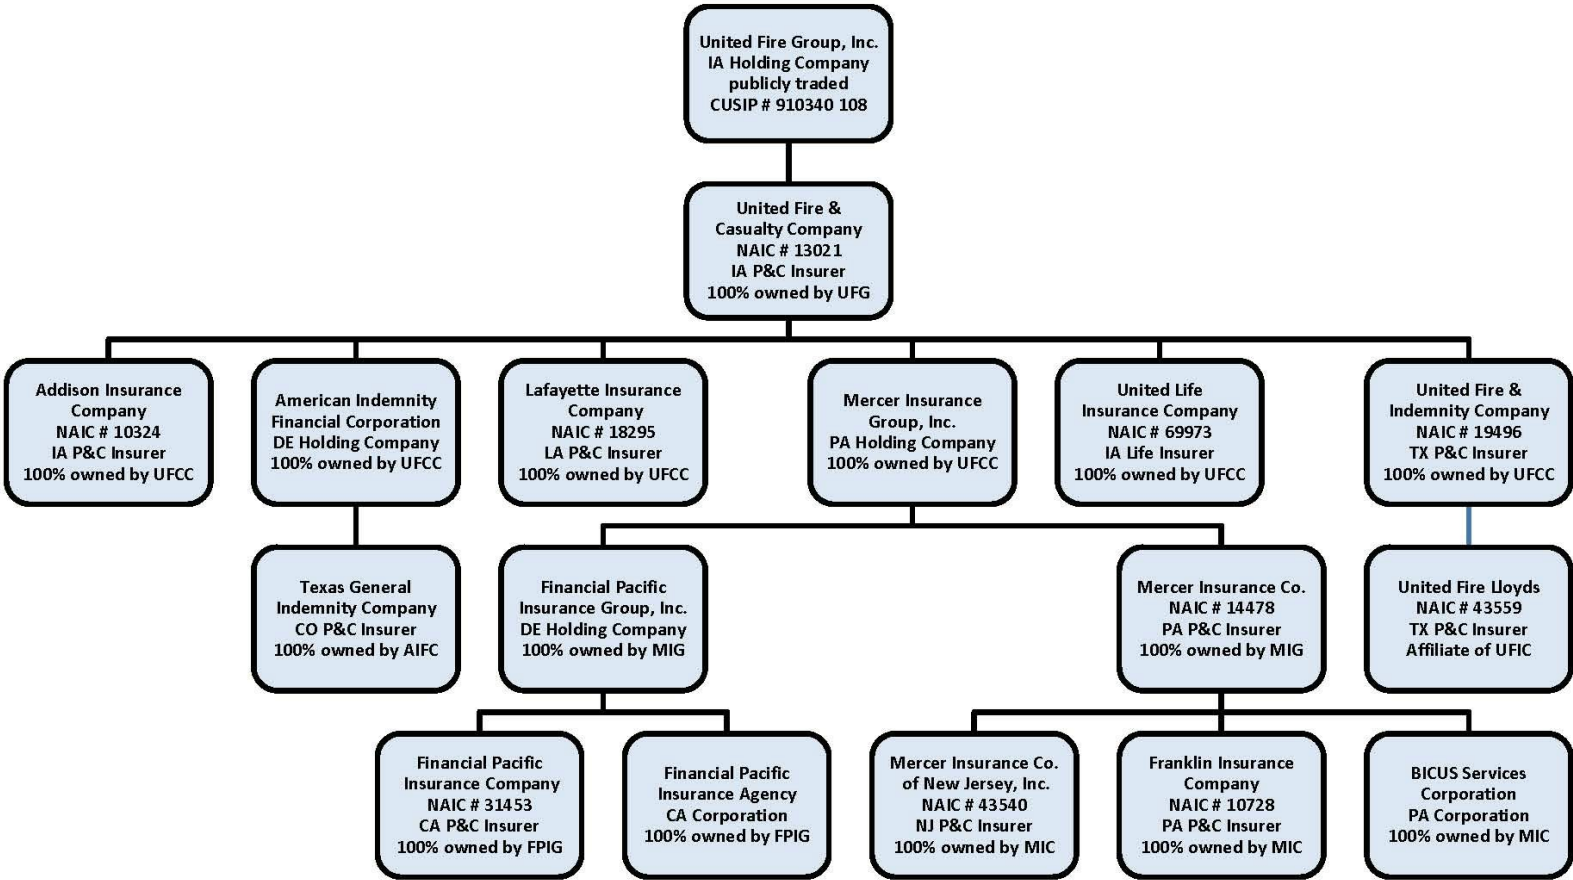 United Fire Group, Inc.
IA Holding Company
publicly traded
CUSIP # 910340 108
United Fire &
Casualty Company
NAIC # 13021
IA P&C Insurer
100% owned by UFG
Addison Insurance
Company
NAIC # 10324
IA P&C Insurer
100% owned by UFCC
American Indemnity
Financial Corporation
DE Holding Company
100% owned by UFCC
Lafayette Insurance
Company
NAIC # 18295
LA P&C Insurer
100% owned by UFCC
Mercer Insurance
Group, Inc.
PA Holding Company
100% owned by UFCC
United Life
Insurance Company
NAIC # 69973
IA Life Insurer
100% owned by UFCC
United Fire &
Indemnity Company
NAIC # 19496
TX P&C Insurer
100% owned by UFCC
Texas General
Indemnity Company
CO P&C Insurer
100% owned by AIFC
Financial Pacific
Insurance Group, Inc.
DE Holding Company
100% owned by MIG
Mercer Insurance Co.
NAIC # 14478
PA P&C Insurer
100% owned by MIG
United Fire Lloyds
NAIC # 43559
TX P&C Insurer
Affiliate of UFIC
Financial Pacific
Insurance Company
NAIC # 31453
CA P&C Insurer
100% owned by FPIG
Financial Pacific
Insurance Agency
CA Corporation
100% owned by FPIG
Mercer Insurance Co.
of New Jersey, Inc.
NAIC # 43540
NJ P&C Insurer
100% owned by MIC
Franklin Insurance
Company
NAIC # 10728
PA P&C Insurer
100% owned by MIC
BICUS Services
Corporation
PA Corporation
100% owned by MIC